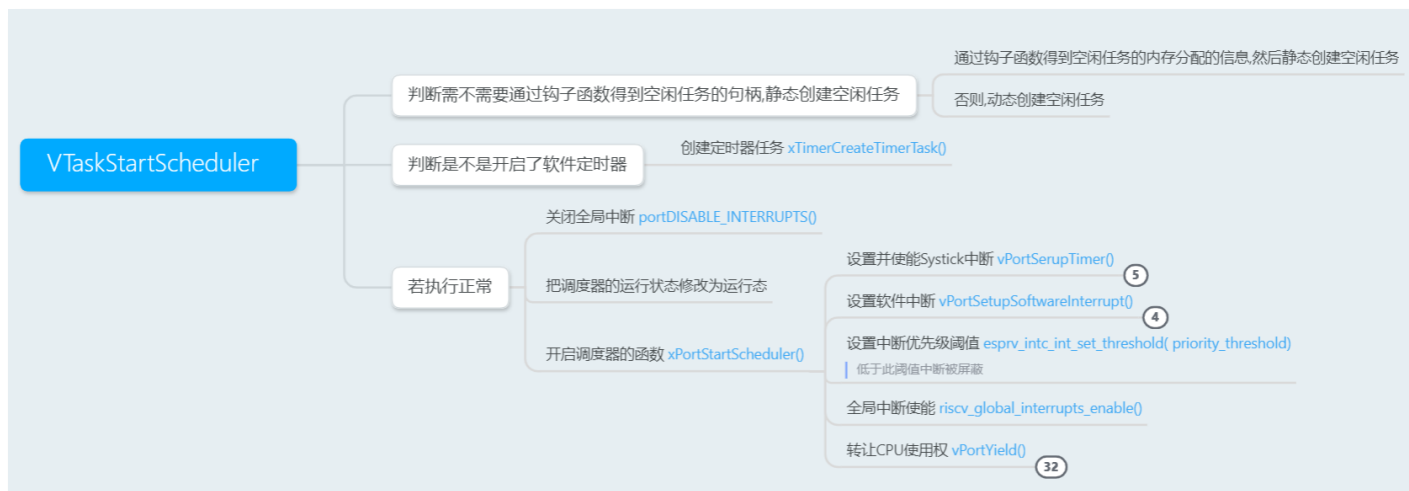 VTaskStartScheduler
判断需不需要通过钩子函数得到空闲任务的句柄,静态创建空闲任务
通过钩子函数得到空闲任务的内存分配的信息,然后静态创建空闲任务
否则,动态创建空闲任务
判断是不是开启了软件定时器
创建定时器任务 xTimerCreateTimerTask()
若执行正常
关闭全局中断 portDISABLE_INTERRUPTS()
把调度器的运行状态修改为运行态
开启调度器的函数 xPortStartScheduler()
设置并使能Systick中断 vPortSerupTimer()
5
设置软件中断 vPortSetupSoftwareInterrupt()
4
设置中断优先级阈值 esprv_intc_int_set_threshold( priority_threshold)
低于此阈值中断被屏蔽
全局中断使能 riscv_global_interrupts_enable()
转让CPU使用权 vPortYield()
32